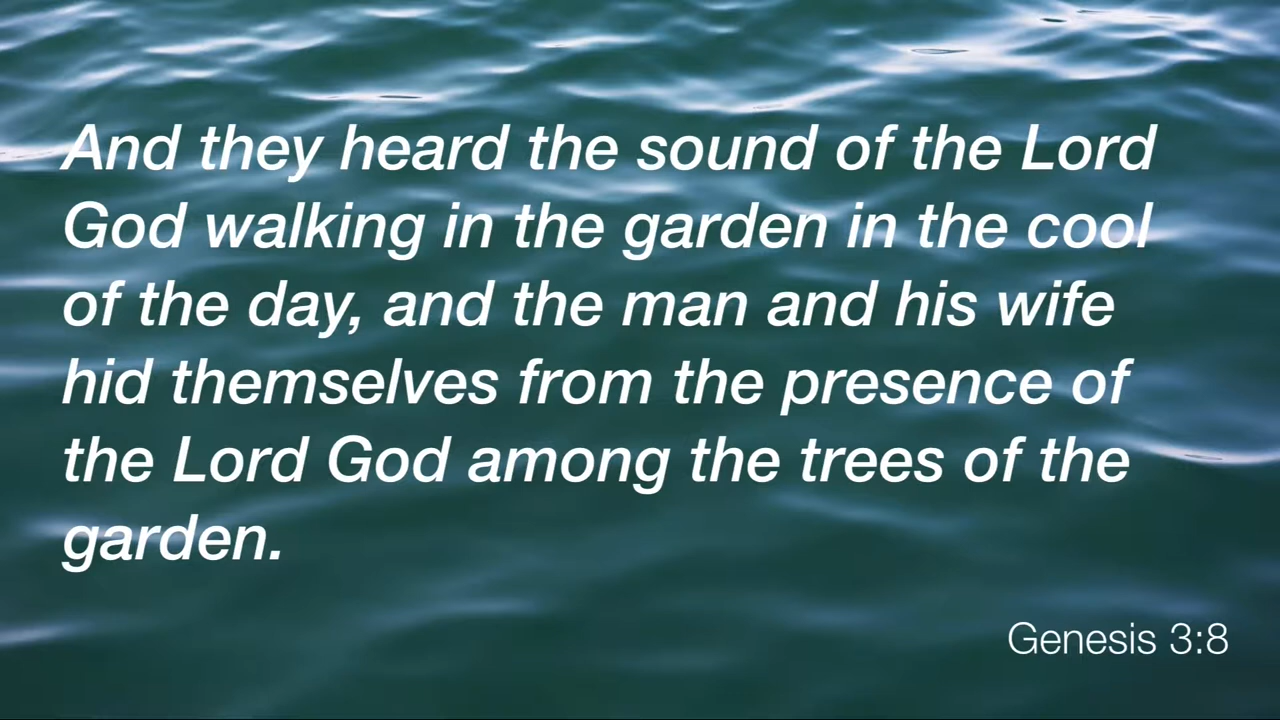 And they heard the sound of the Lord
God walking in the garden in the cool
of the day, and the man and his wife
hid themselves from the presence of
the Lord God among the trees of the
garden.
Genesis 3:8